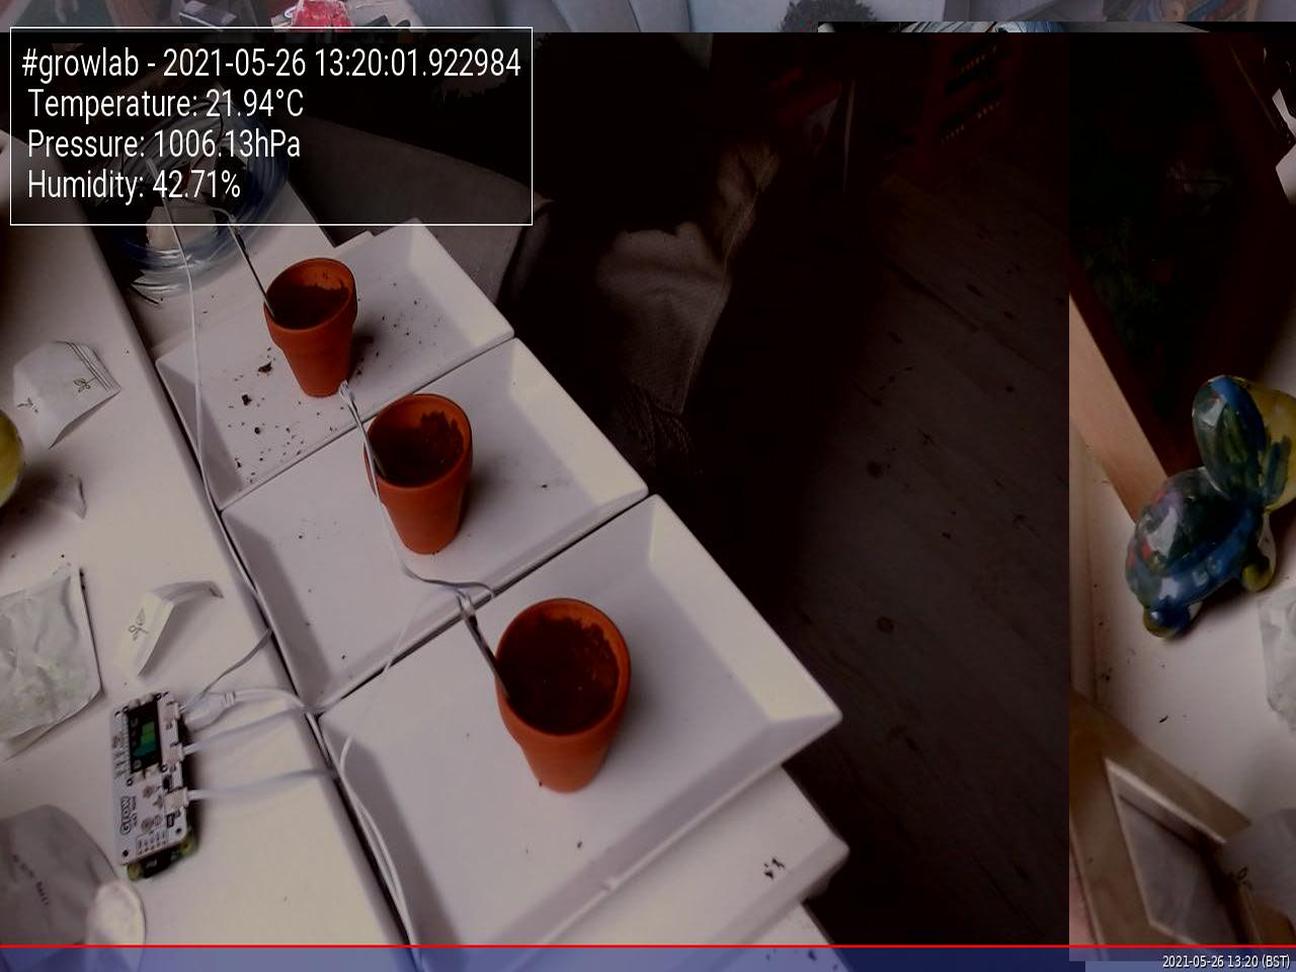 #growlab - 2021-05-26 13:20:01.922984
Temperature: 21.94°C
Pressure: 1006.13hPa
Humidity: 42.71%
Grow
2021-05-26 13:20 (BST)